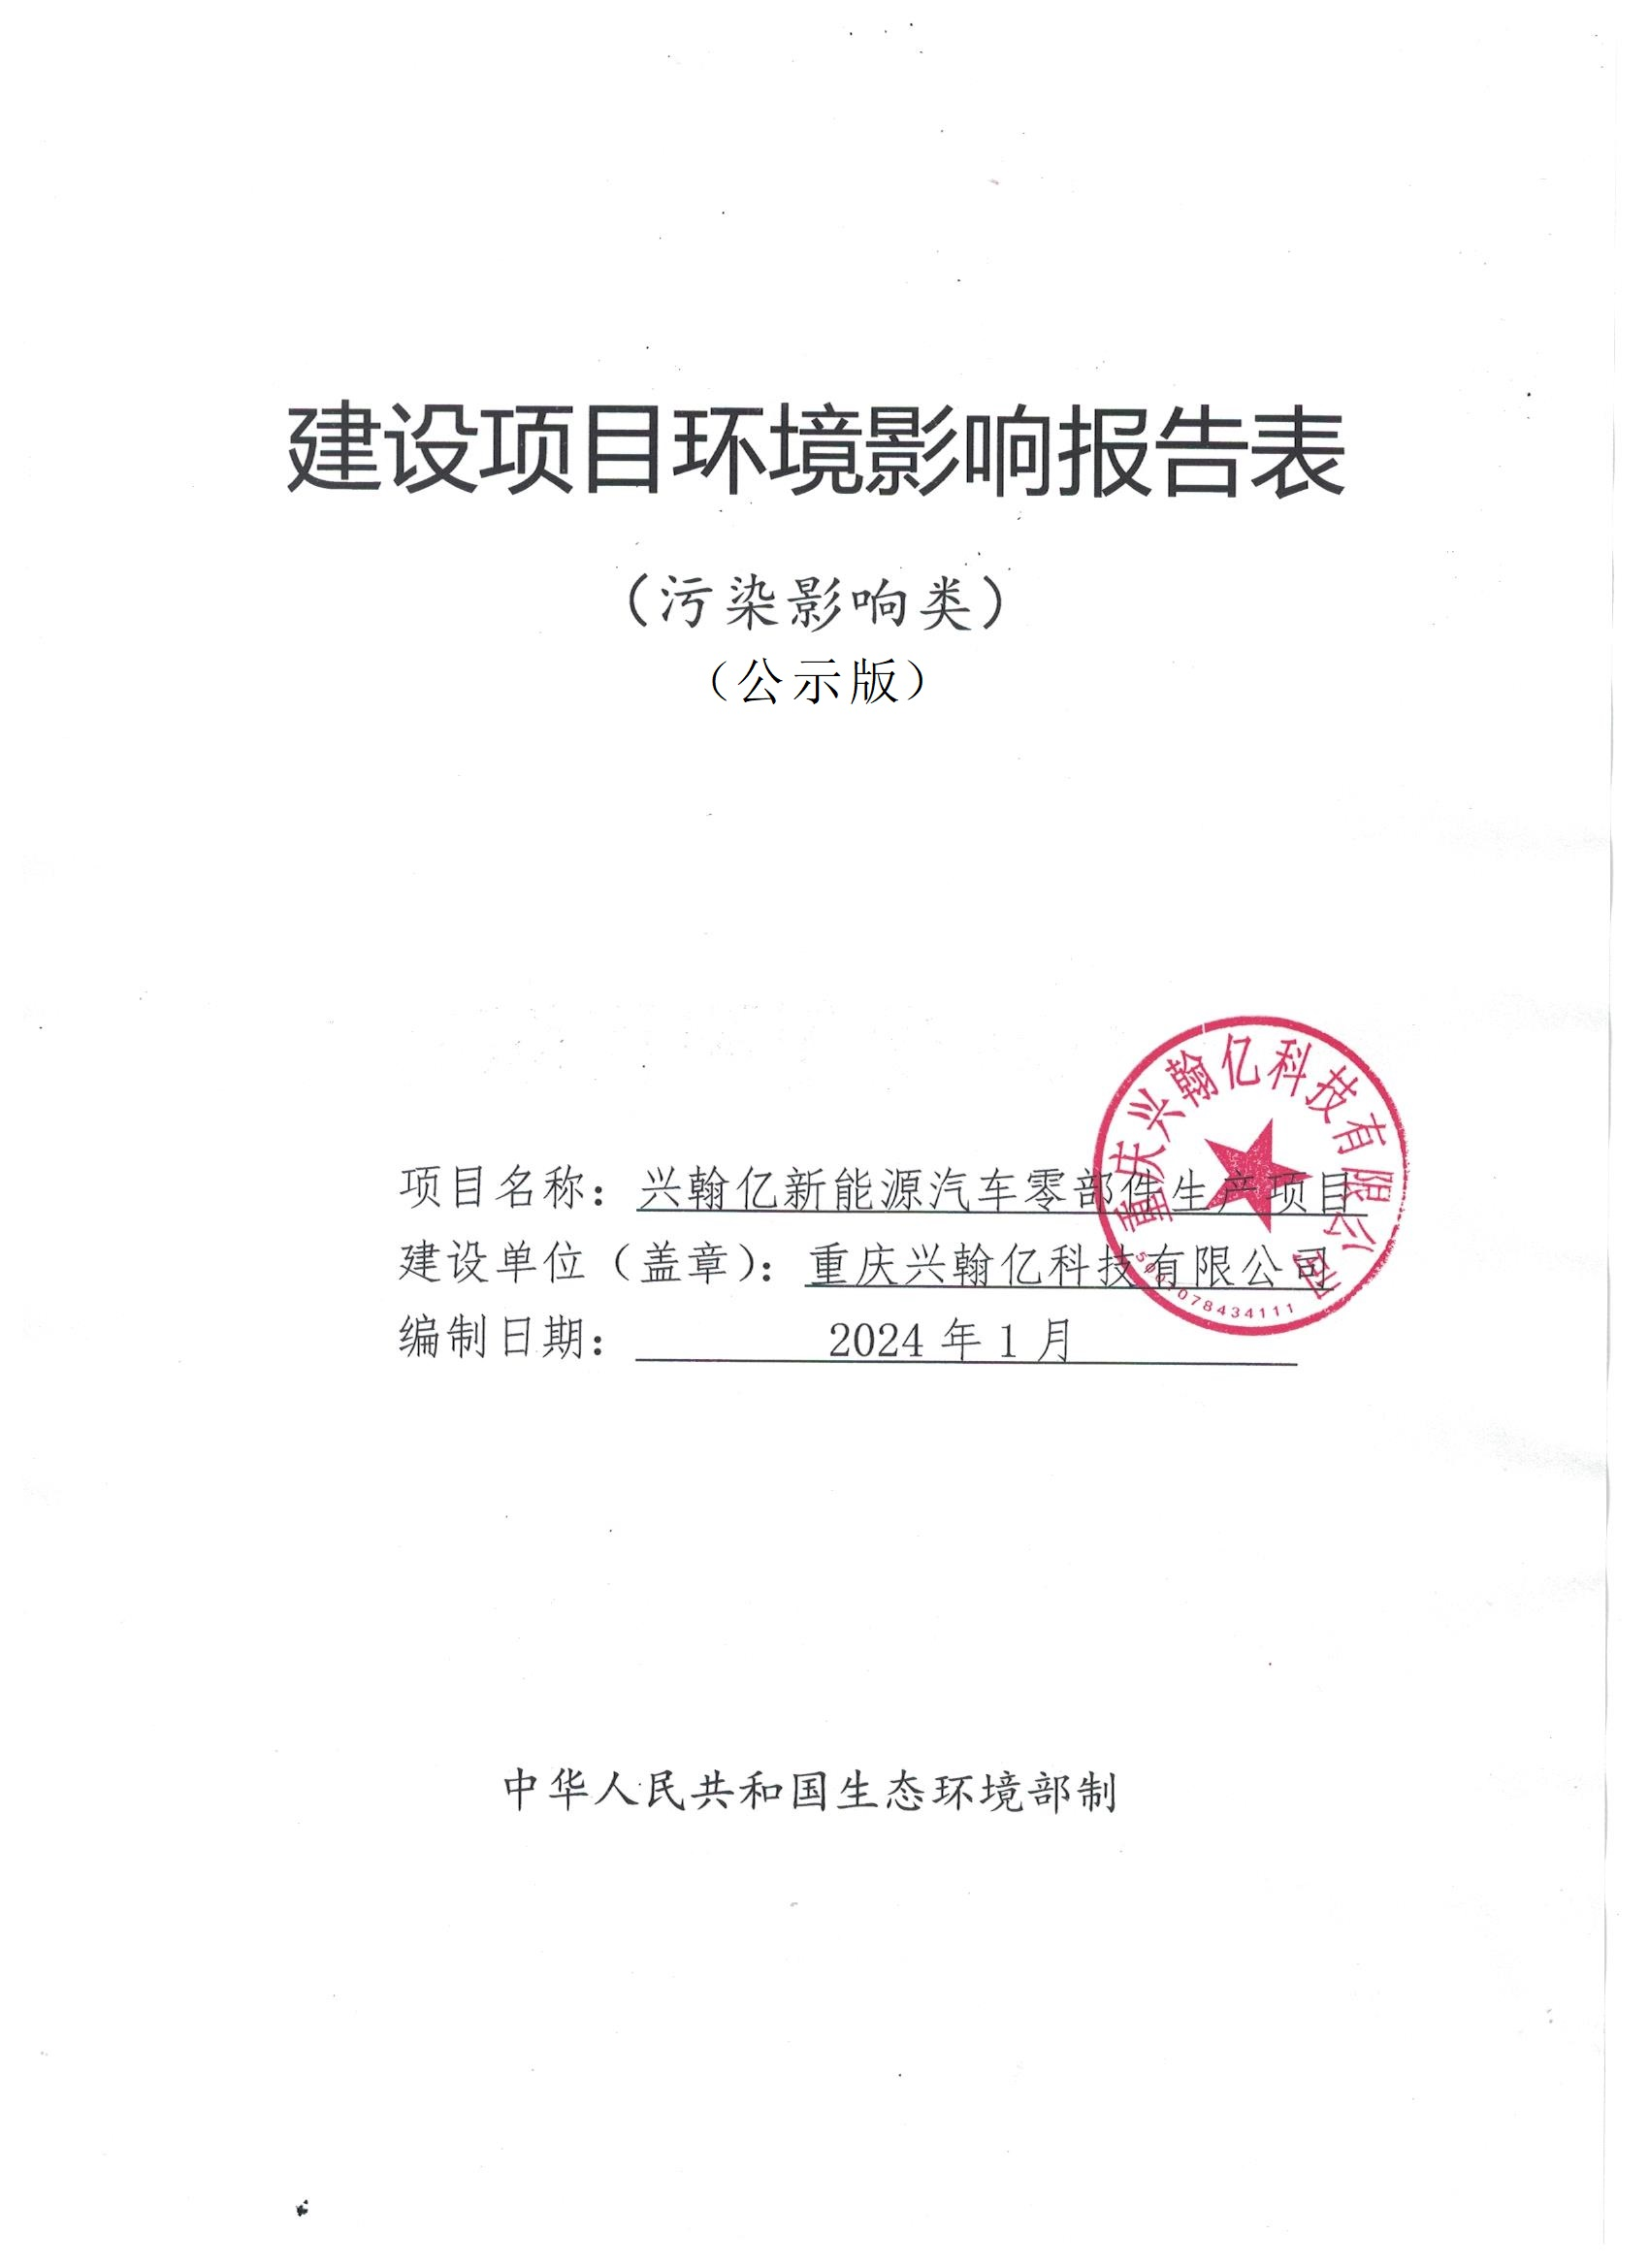 建设项目环境影响报告表
（污染影响类）
（公示版）
项目名称：兴翰亿新能源汽车零部件生产项目
建设单位（盖章）：重庆兴翰亿科技有限公司
编制日期：2024年1月
重庆兴翰亿科技有限公司
5001078434111
中华人民共和国生态环境部制